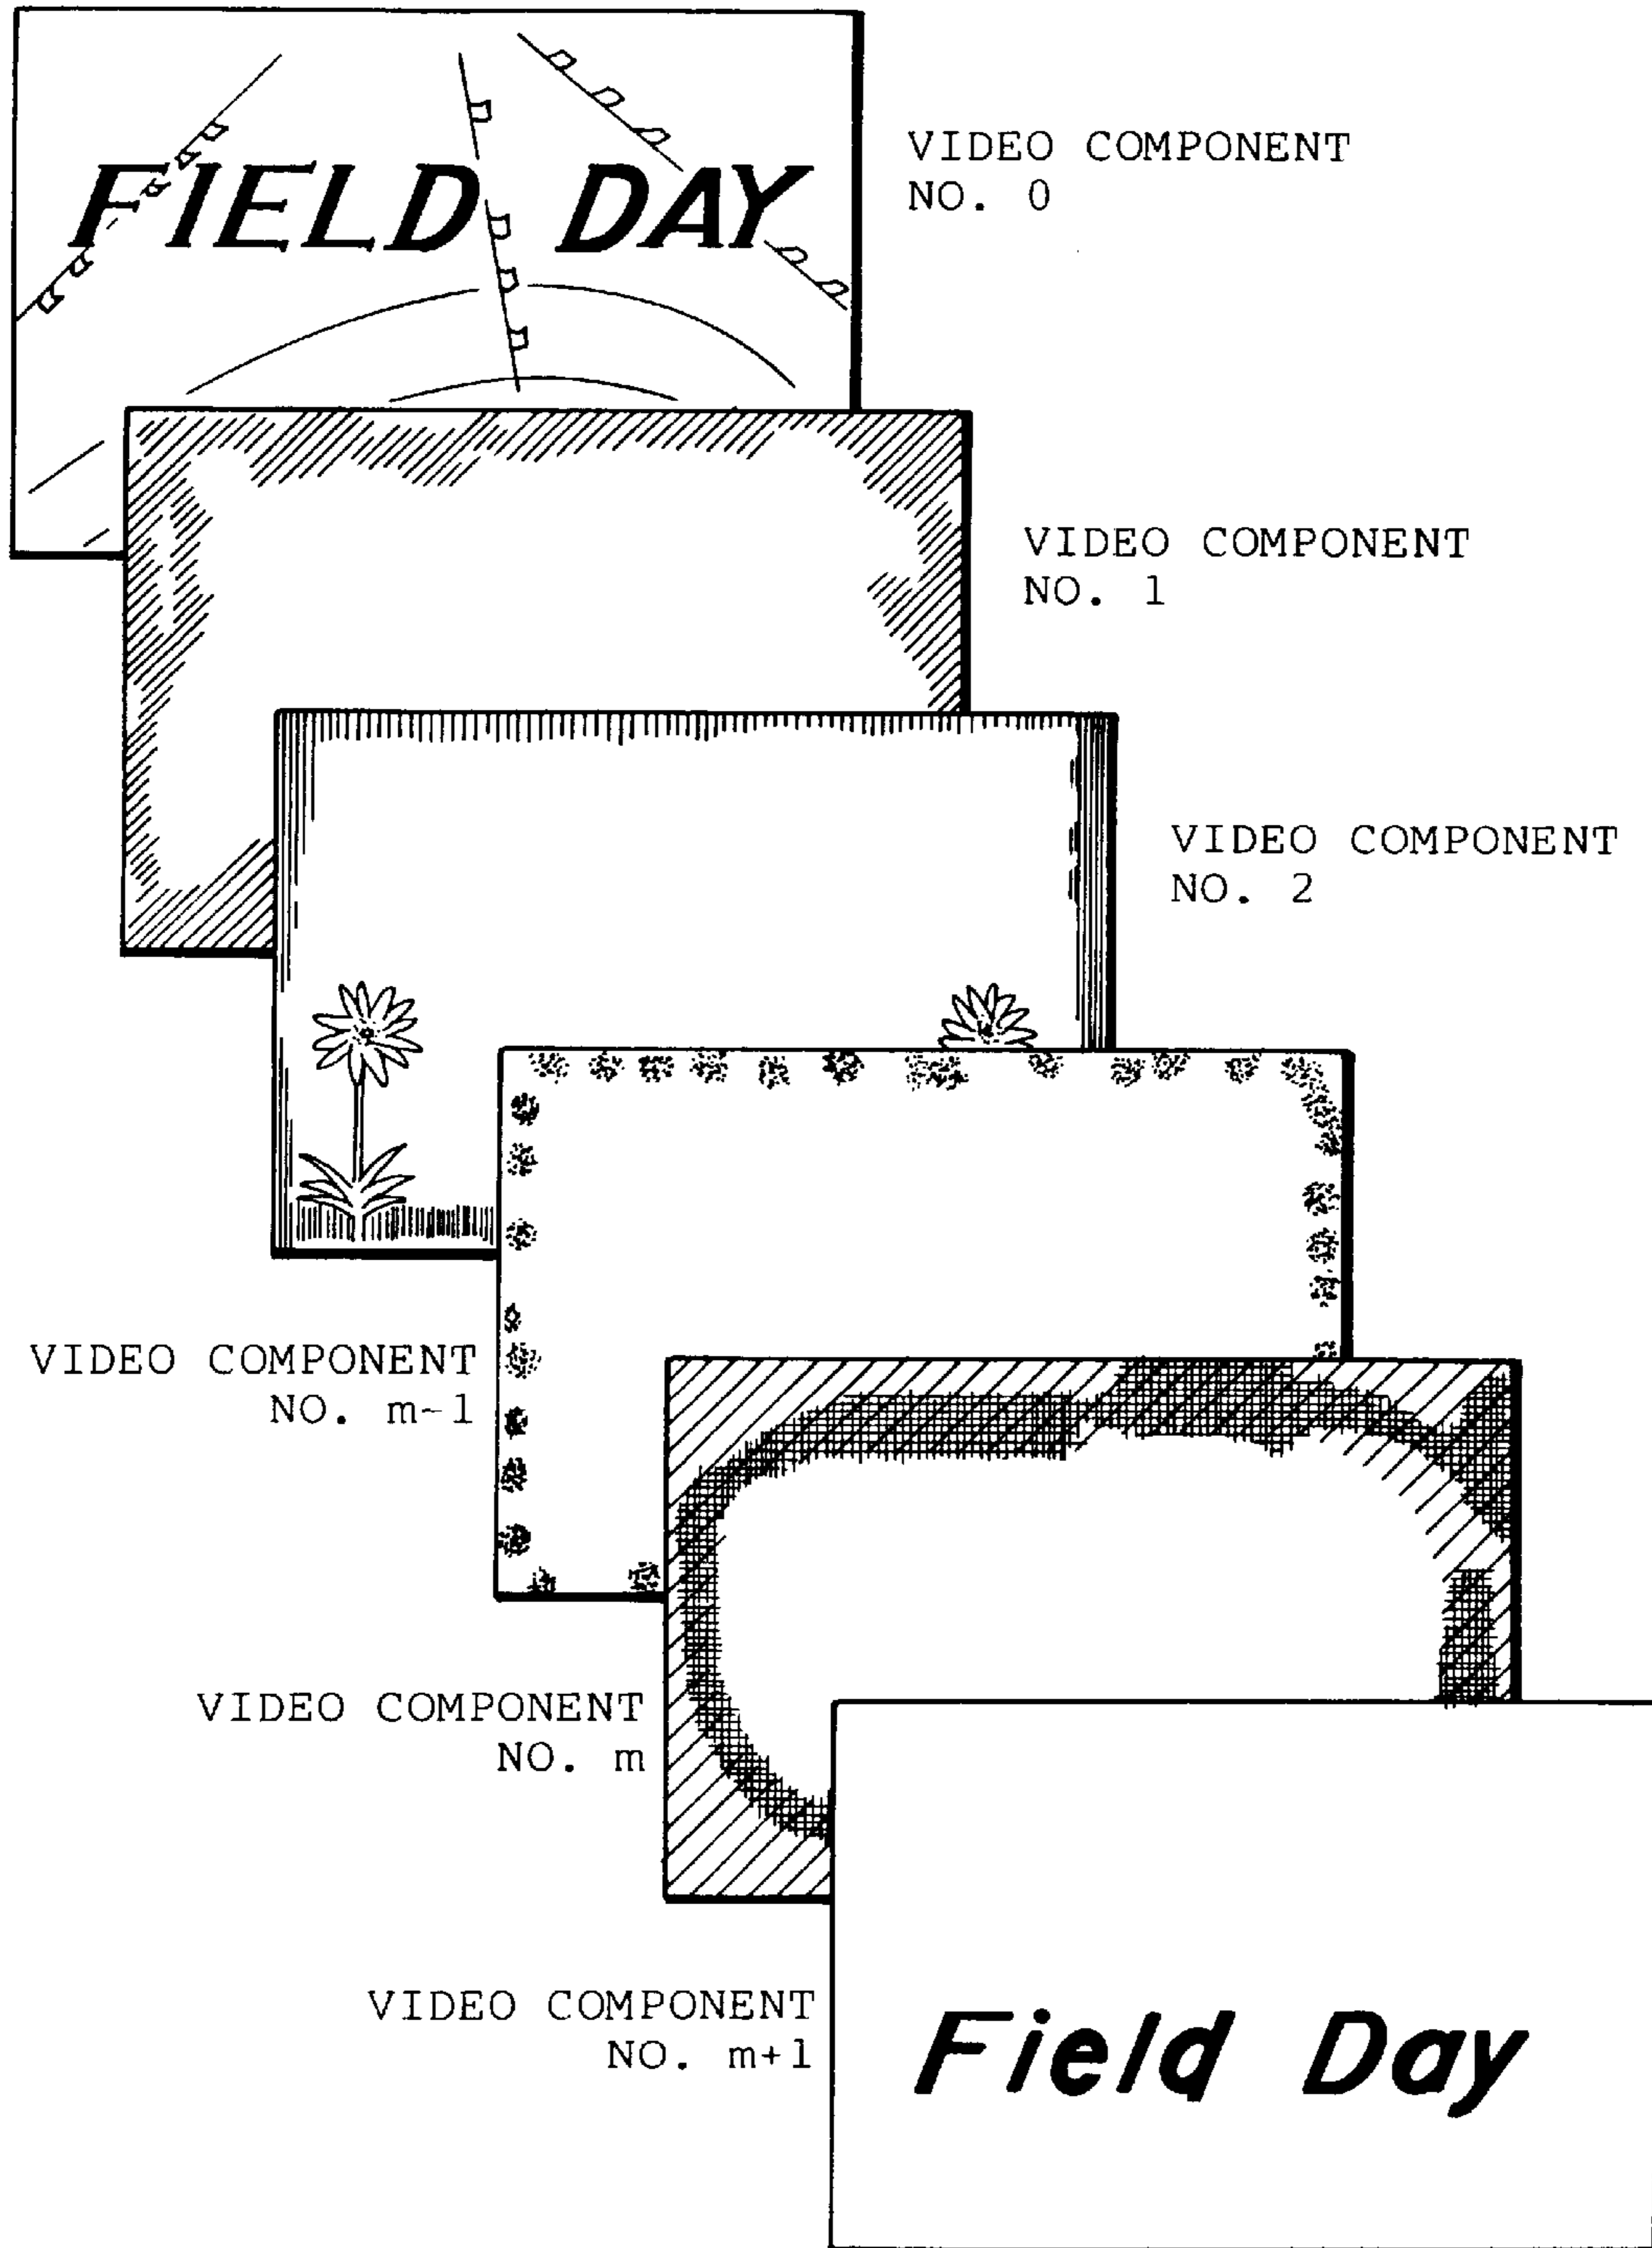 FIELD DAY
VIDEO COMPONENT
NO. 0
VIDEO COMPONENT
NO. 1
VIDEO COMPONENT
NO. 2
VIDEO COMPONENT
NO. m-1
VIDEO COMPONENT
NO. m
VIDEO COMPONENT
NO. m+1
Field Day